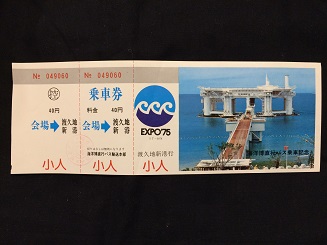 № 049060
40円
会場→渡久地新港
小人
№ 049060
乗車券
料金 40円
会場→渡久地新港
小人
EXPO'75
渡久地新港行
小人